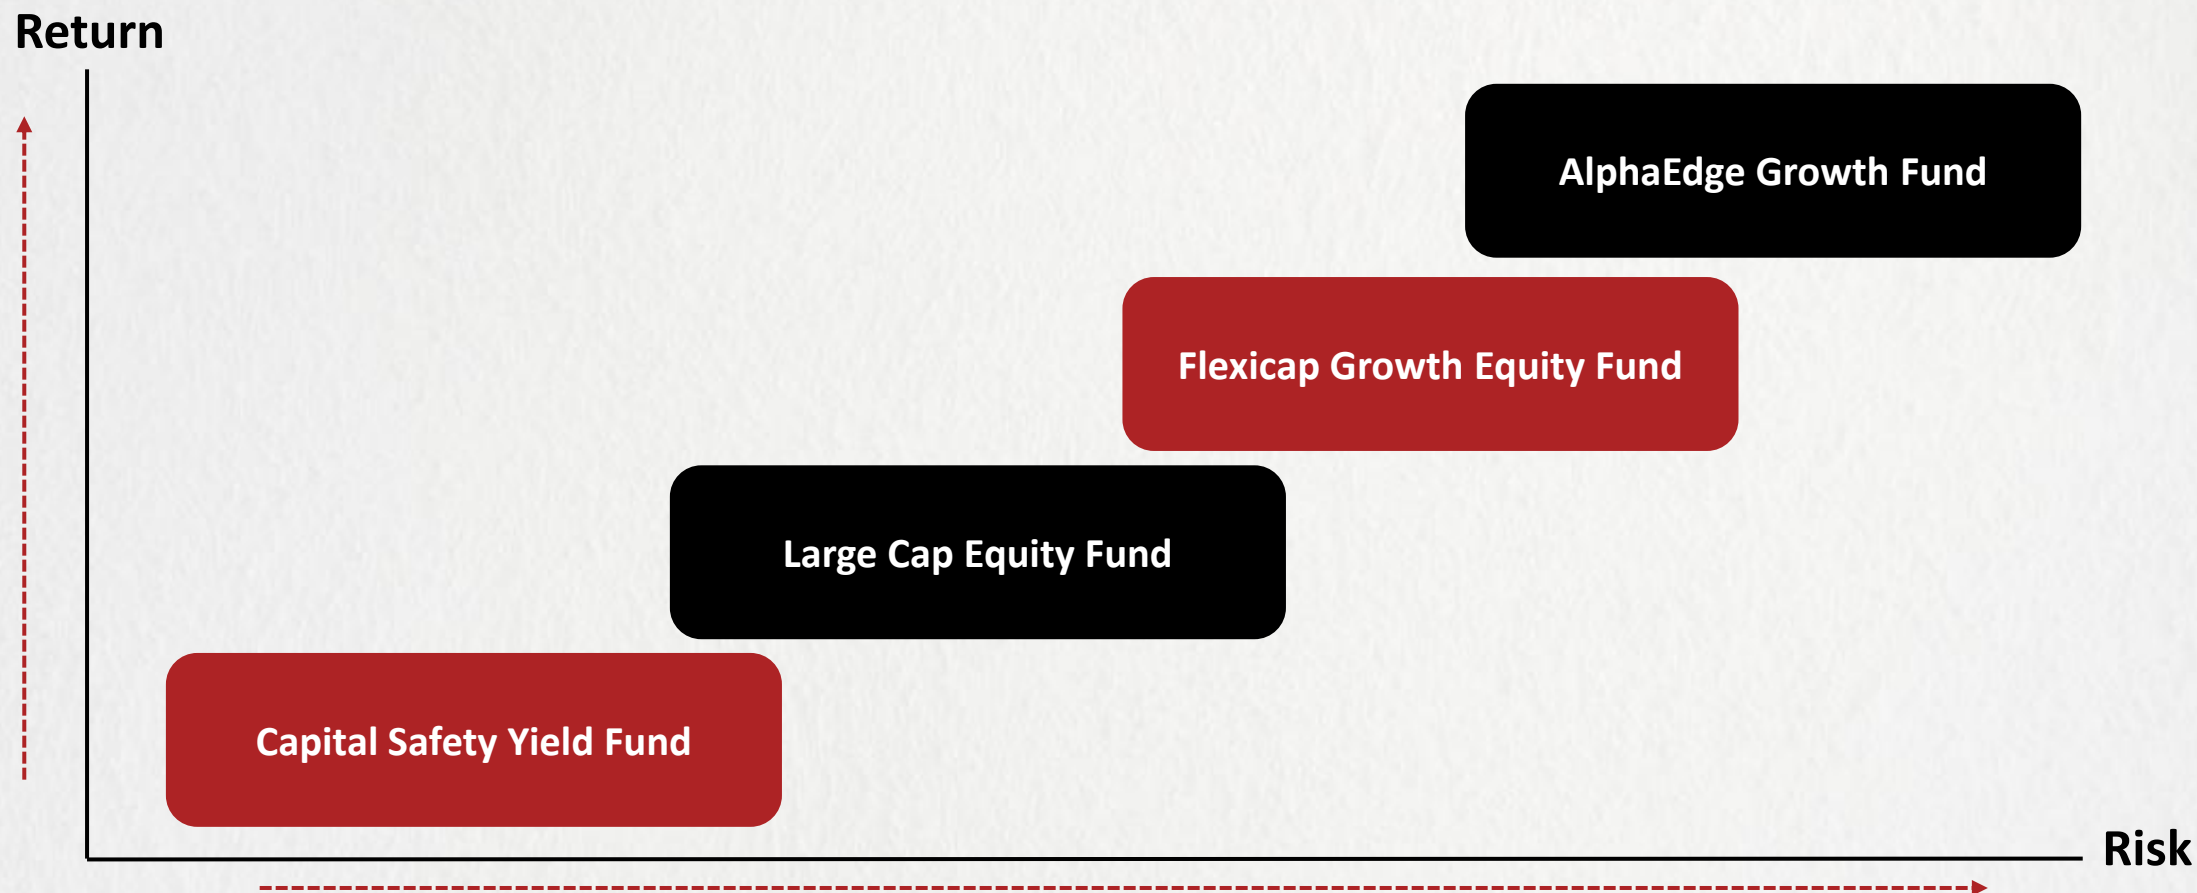 Return
AlphaEdge Growth Fund
Flexicap Growth Equity Fund
Large Cap Equity Fund
Capital Safety Yield Fund
Risk